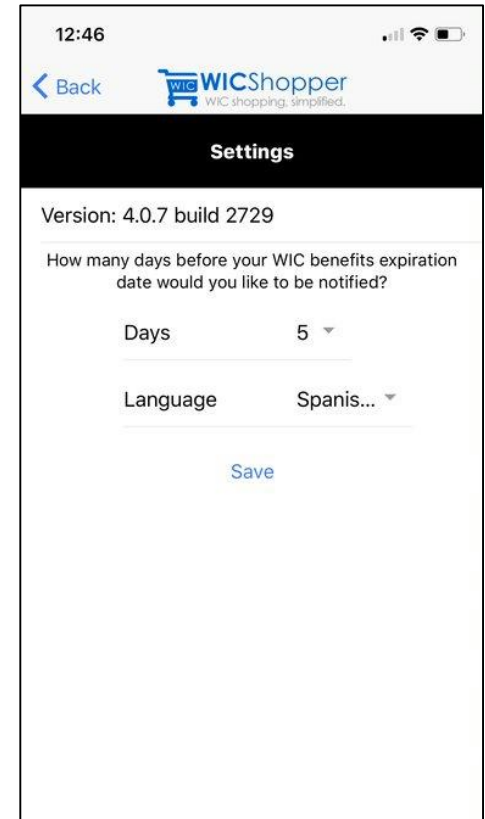 12:46
Back
WIC WICShopper
WIC shopping, simplified.
Settings
Version: 4.0.7 build 2729
How many days before your WIC benefits expiration
date would you like to be notified?
Days 5
Language Spanis...
Save